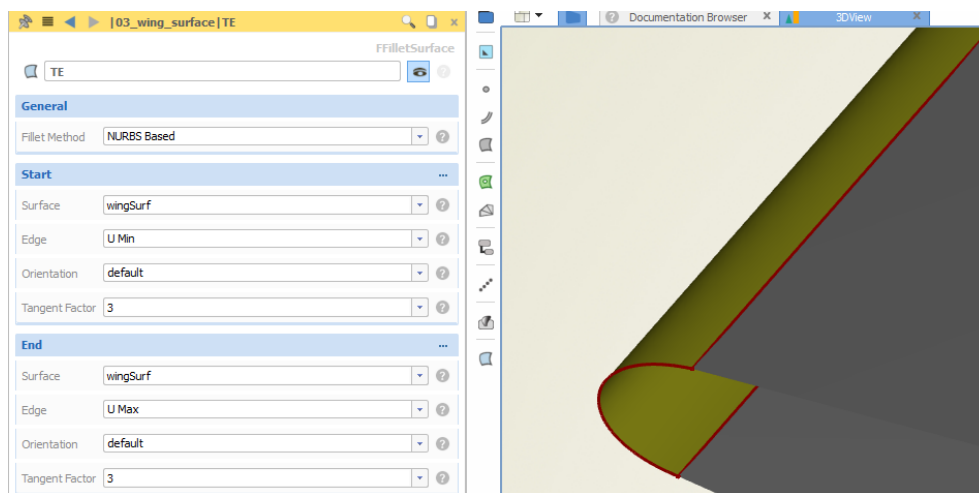 |03_wing_surface|TE
FFilletSurface
TE
General
Fillet Method NURBS Based
Start
Surface wingSurf
Edge U Min
Orientation default
Tangent Factor 3
End
Surface wingSurf
Edge U Max
Orientation default
Tangent Factor 3
Documentation Browser X 3DView X